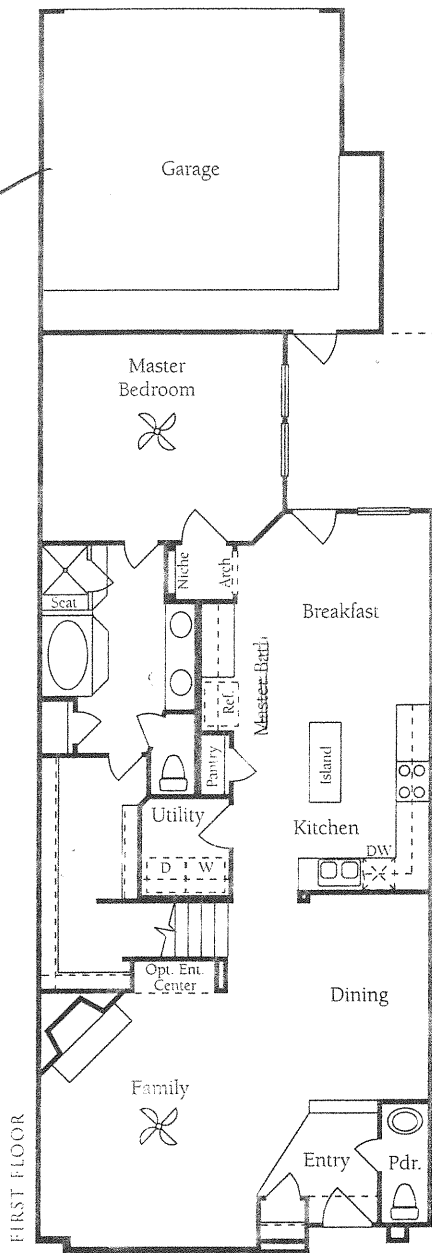 Garage
Master
Bedroom
Niche
Arch
Seat
Breakfast
Master Bath
Ref.
Pantry
Island
Utility
Kitchen
D
W
DW
Opt. Ent.
Center
Dining
Family
Entry
Pdr.
FIRST FLOOR